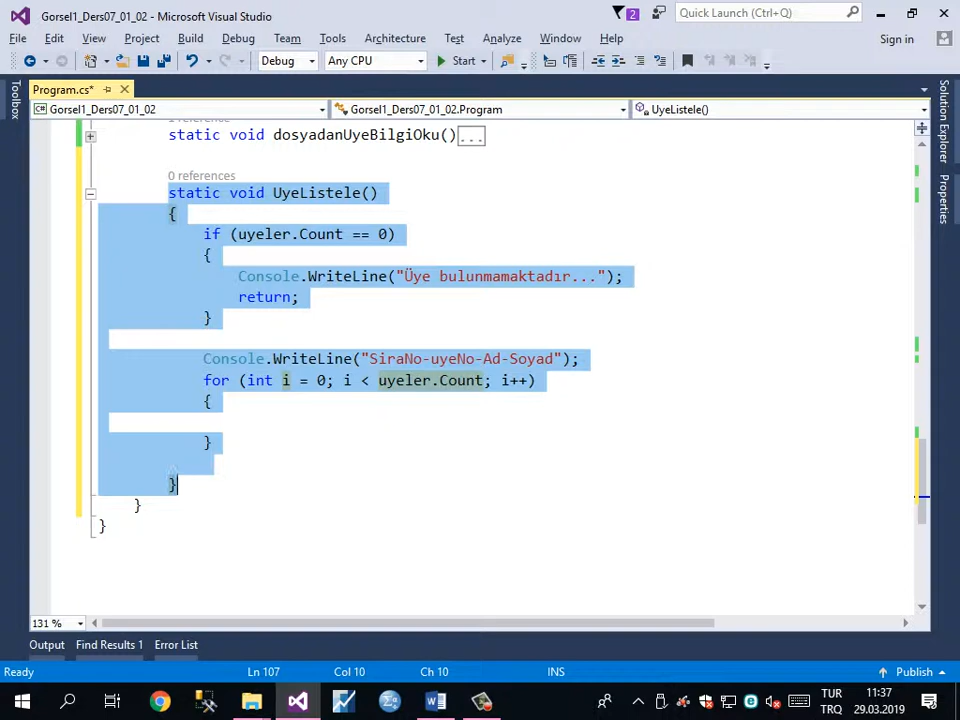 Gorsel1_Ders07_01_02 - Microsoft Visual Studio
2
Quick Launch (Ctrl+Q)
File Edit View Project Build Debug Team Tools Architecture Test Analyze Window Help
Sign in
Debug Any CPU Start
Program.cs*
Gorsel1_Ders07_01_02 Gorsel1_Ders07_01_02.Program UyeListele()
Toolbox
Solution Explorer
Properties
static void dosyadanUyeBilgiOku()...
0 references
static void UyeListele()
{
if (uyeler.Count == 0)
{
Console.WriteLine("Üye bulunmamaktadır...");
return;
}
Console.WriteLine("SiraNo-uyeNo-Ad-Soyad");
for (int i = 0; i < uyeler.Count; i++)
{
}
}
}
}
131 %
Output Find Results 1 Error List
Ready Ln 107 Col 10 Ch 10 INS Publish
TUR 11:37
TRQ 29.03.2019